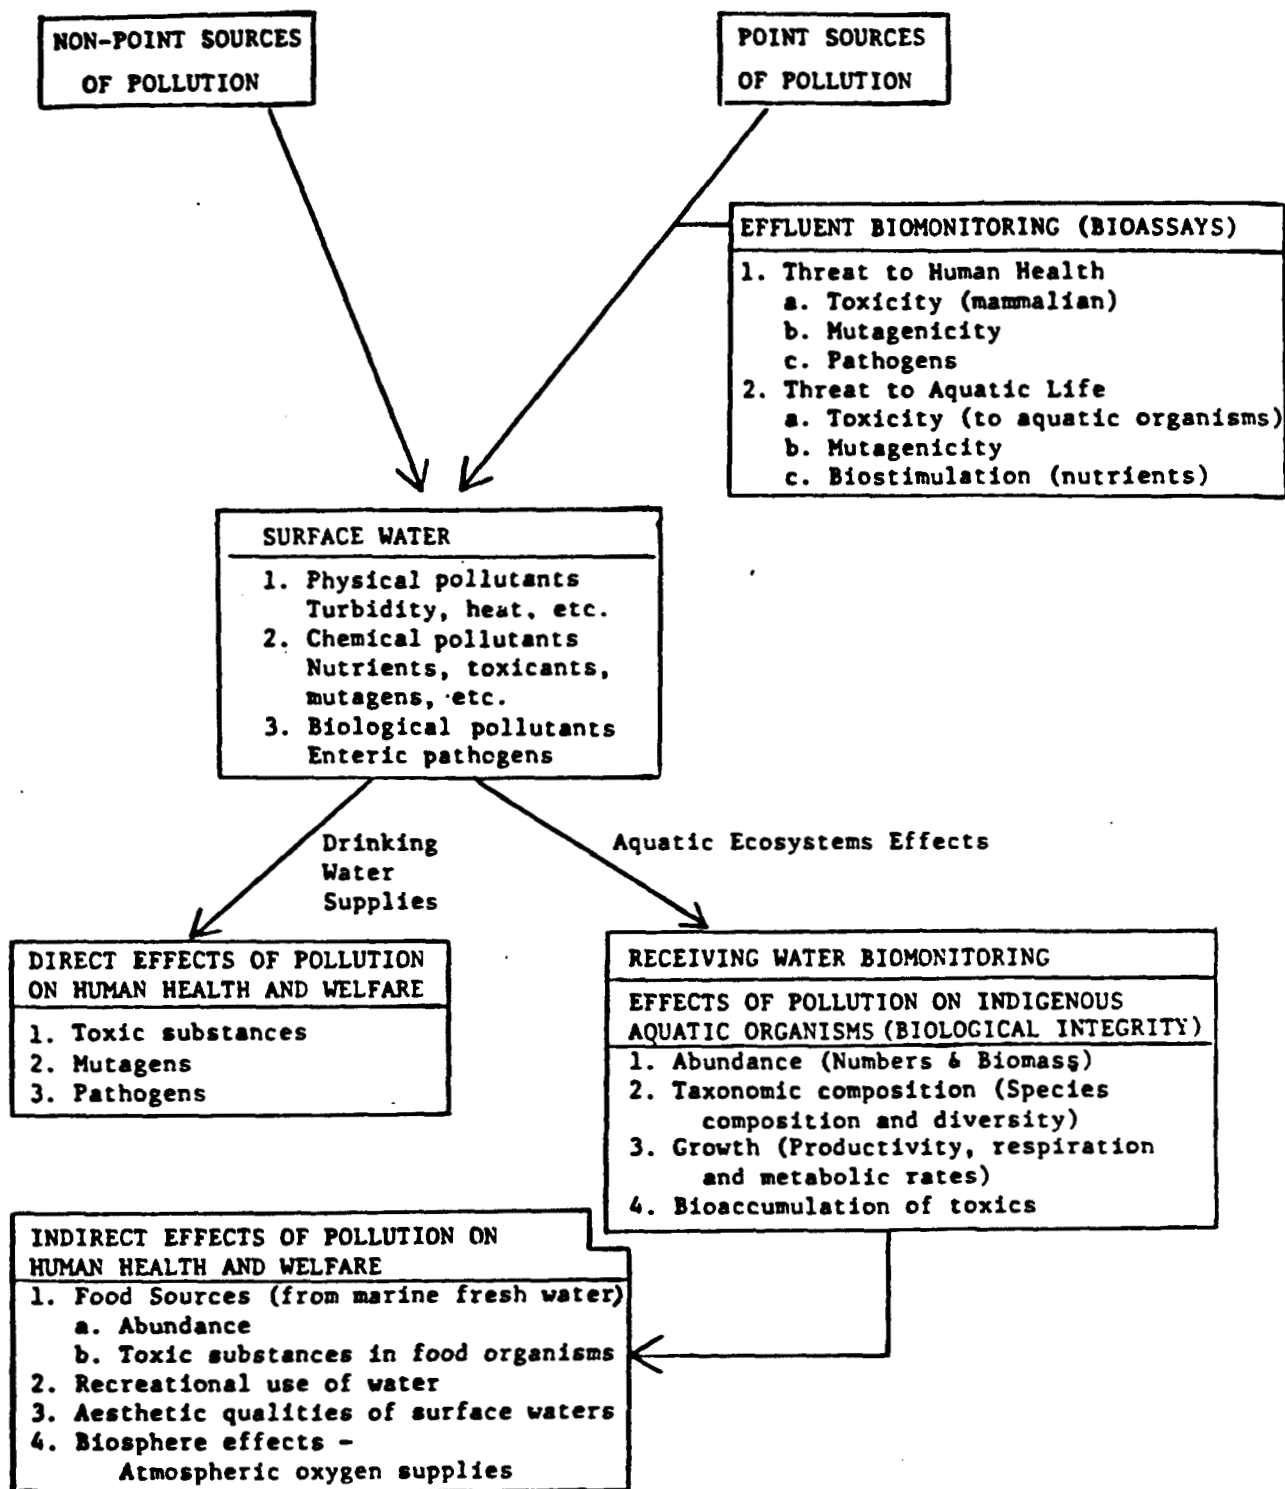 NON-POINT SOURCES
OF POLLUTION
POINT SOURCES
OF POLLUTION
EFFLUENT BIOMONITORING (BIOASSAYS)
1. Threat to Human Health
a. Toxicity (mammalian)
b. Mutagenicity
c. Pathogens
2. Threat to Aquatic Life
a. Toxicity (to aquatic organisms)
b. Mutagenicity
c. Biostimulation (nutrients)
SURFACE WATER
1. Physical pollutants
Turbidity, heat, etc.
2. Chemical pollutants
Nutrients, toxicants,
mutagens, etc.
3. Biological pollutants
Enteric pathogens
Drinking
Water
Supplies
Aquatic Ecosystems Effects
DIRECT EFFECTS OF POLLUTION
ON HUMAN HEALTH AND WELFARE
1. Toxic substances
2. Mutagens
3. Pathogens
RECEIVING WATER BIOMONITORING
EFFECTS OF POLLUTION ON INDIGENOUS
AQUATIC ORGANISMS (BIOLOGICAL INTEGRITY)
1. Abundance (Numbers & Biomass)
2. Taxonomic composition (Species
composition and diversity)
3. Growth (Productivity, respiration
and metabolic rates)
4. Bioaccumulation of toxics
INDIRECT EFFECTS OF POLLUTION ON
HUMAN HEALTH AND WELFARE
1. Food Sources (from marine fresh water)
a. Abundance
b. Toxic substances in food organisms
2. Recreational use of water
3. Aesthetic qualities of surface waters
4. Biosphere effects -
Atmospheric oxygen supplies